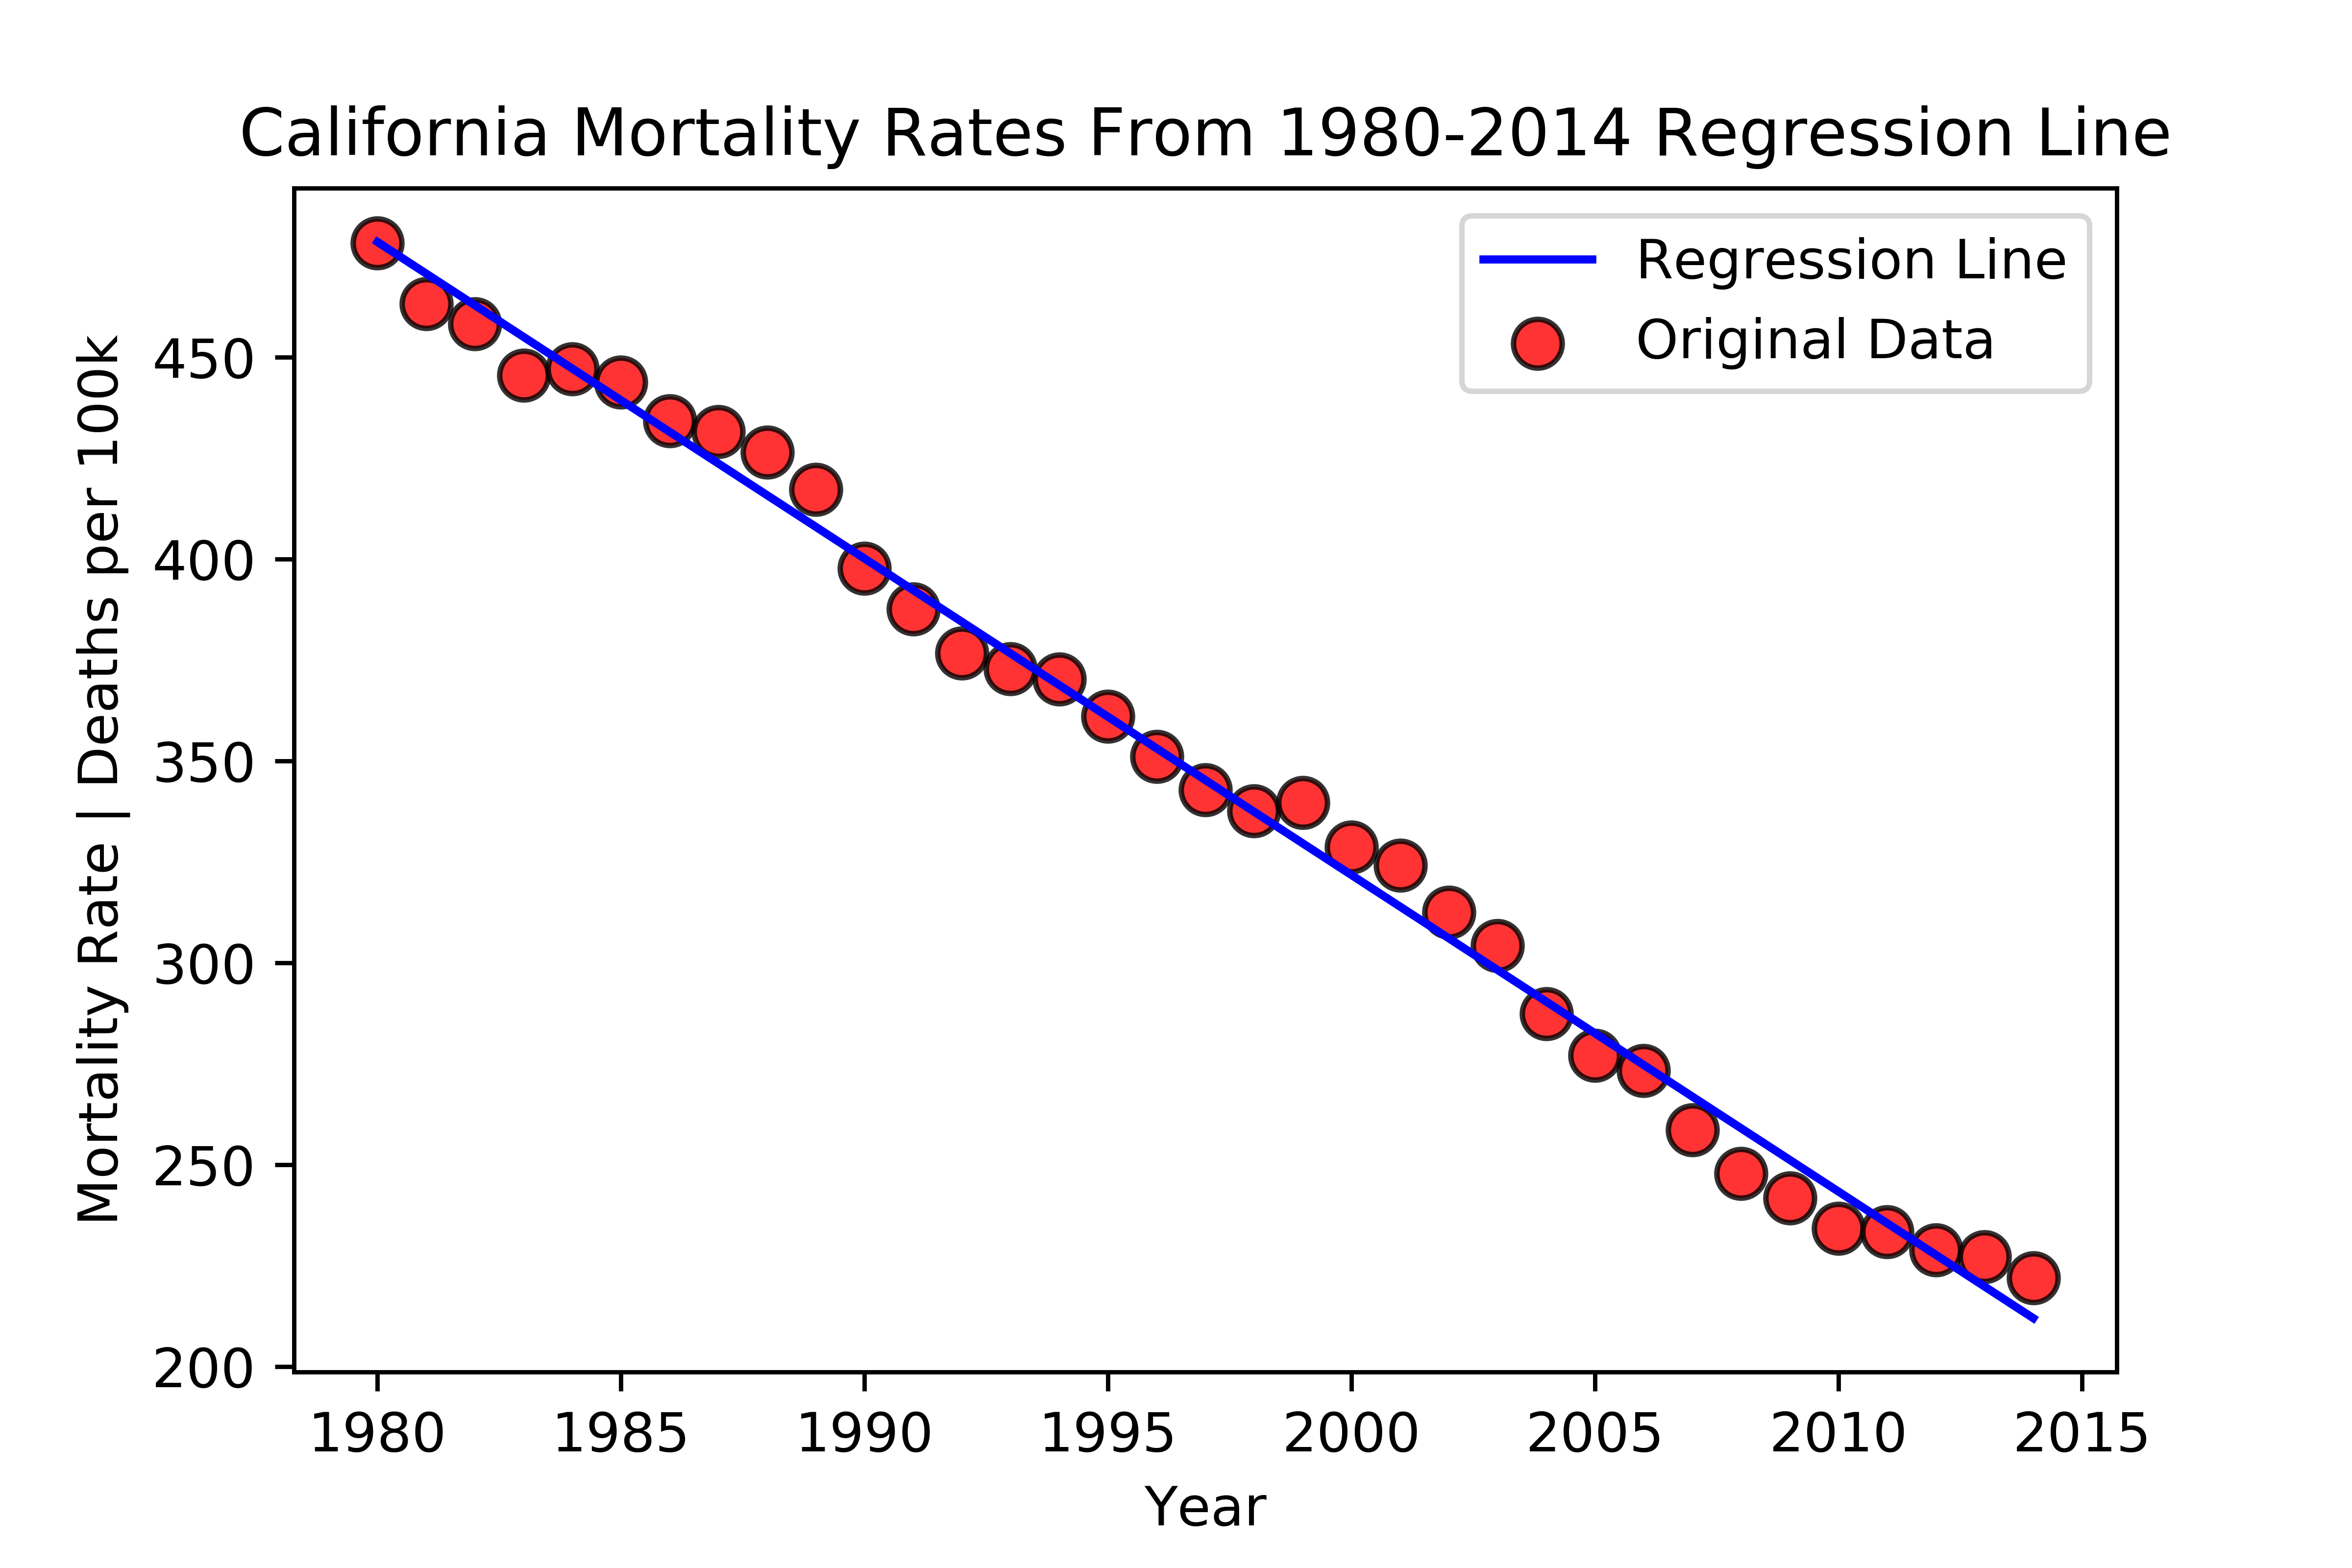 California Mortality Rates From 1980-2014 Regression Line
Regression Line
Original Data
Mortality Rate | Deaths per 100k
450
400
350
300
250
200
1980 1985 1990 1995 2000 2005 2010 2015
Year